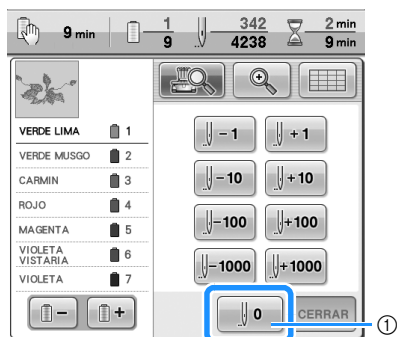 9 min 1 342 2 min
9 4238 9 min
VERDE LIMA 1
VERDE MUSGO 2
CARMIN 3
ROJO 4
MAGENTA 5
VIOLETA
VISTARIA 6
VIOLETA 7
- +
-1 +1
-10 +10
-100 +100
-1000 +1000
0 CERRAR 1